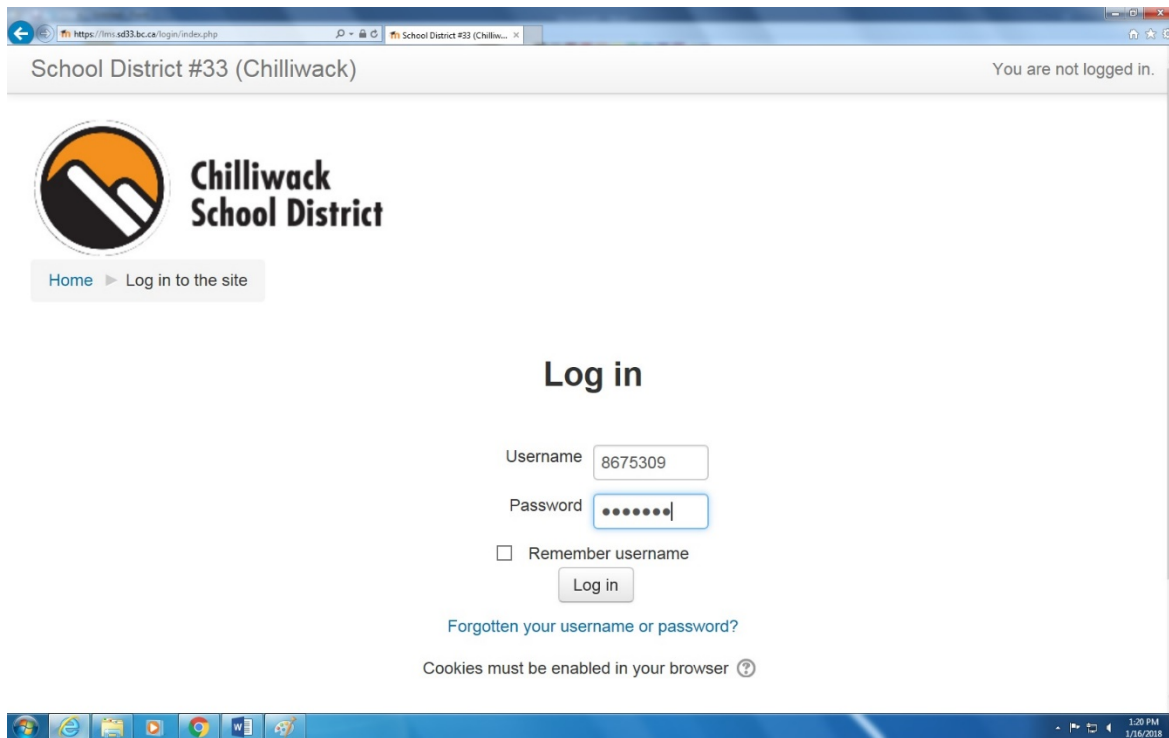 https://lms.sd33.bc.ca/login/index.php
School District #33 (Chilliw...
School District #33 (Chilliwack)
You are not logged in.
Chilliwack
School District
Home ▶ Log in to the site
Log in
Username 8675309
Password •••••••
Remember username
Log in
Forgotten your username or password?
Cookies must be enabled in your browser
1:20 PM
1/16/2018